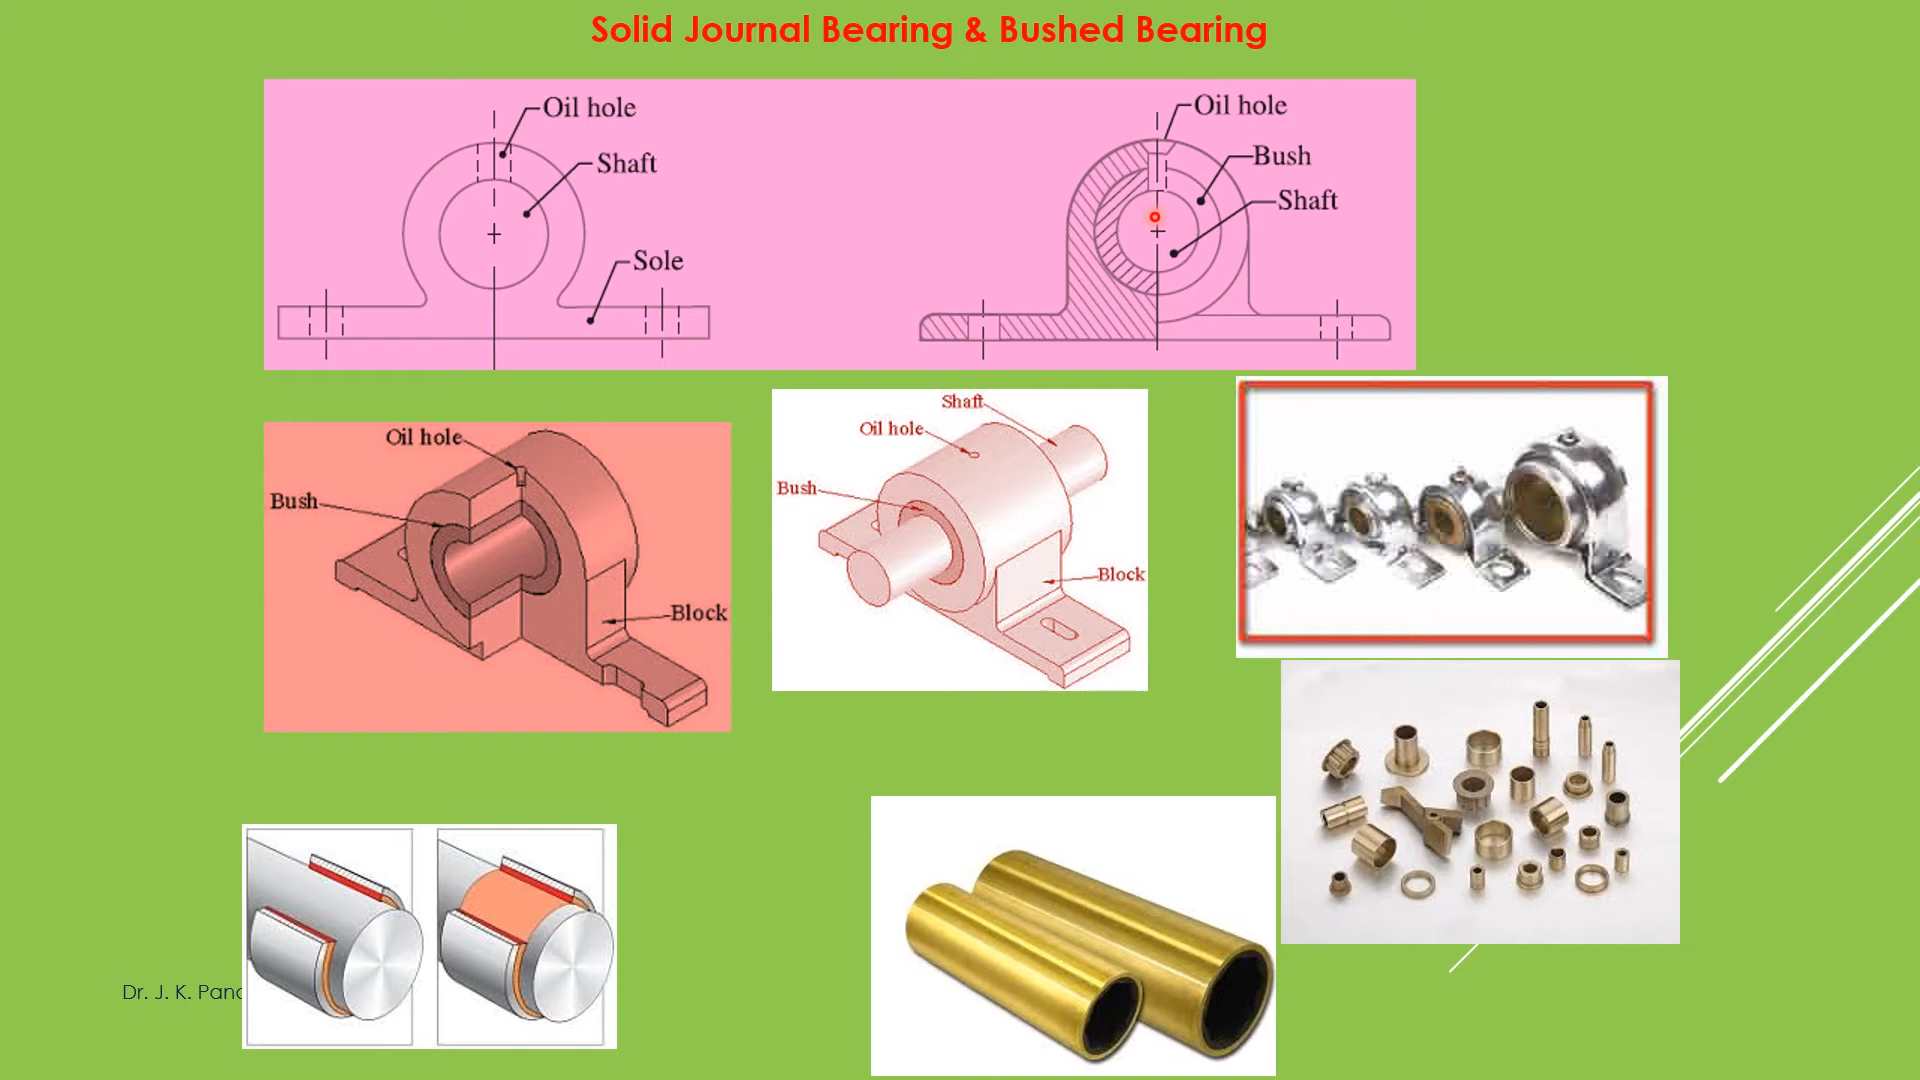 Solid Journal Bearing & Bushed Bearing
Oil hole
Shaft
Sole
Oil hole
Bush
Shaft
Oil hole
Bush
Block
Shaft
Oil hole
Bush
Block
Dr. J. K.